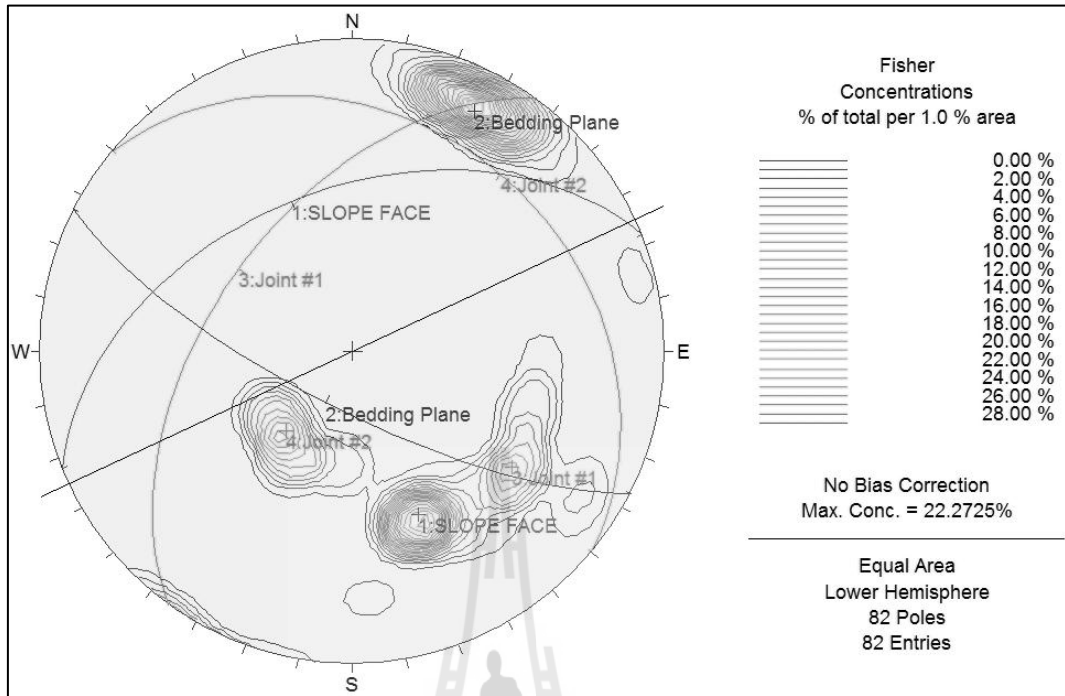 N
2:Bedding Plane
4:Joint #2
1:SLOPE FACE
3:Joint #1
W
E
2:Bedding Plane
4:Joint #2
3:Joint #1
1:SLOPE FACE
S
Fisher
Concentrations
% of total per 1.0 % area
0.00 %
2.00 %
4.00 %
6.00 %
8.00 %
10.00 %
12.00 %
14.00 %
16.00 %
18.00 %
20.00 %
22.00 %
24.00 %
26.00 %
28.00 %
No Bias Correction
Max. Conc. = 22.2725%
Equal Area
Lower Hemisphere
82 Poles
82 Entries